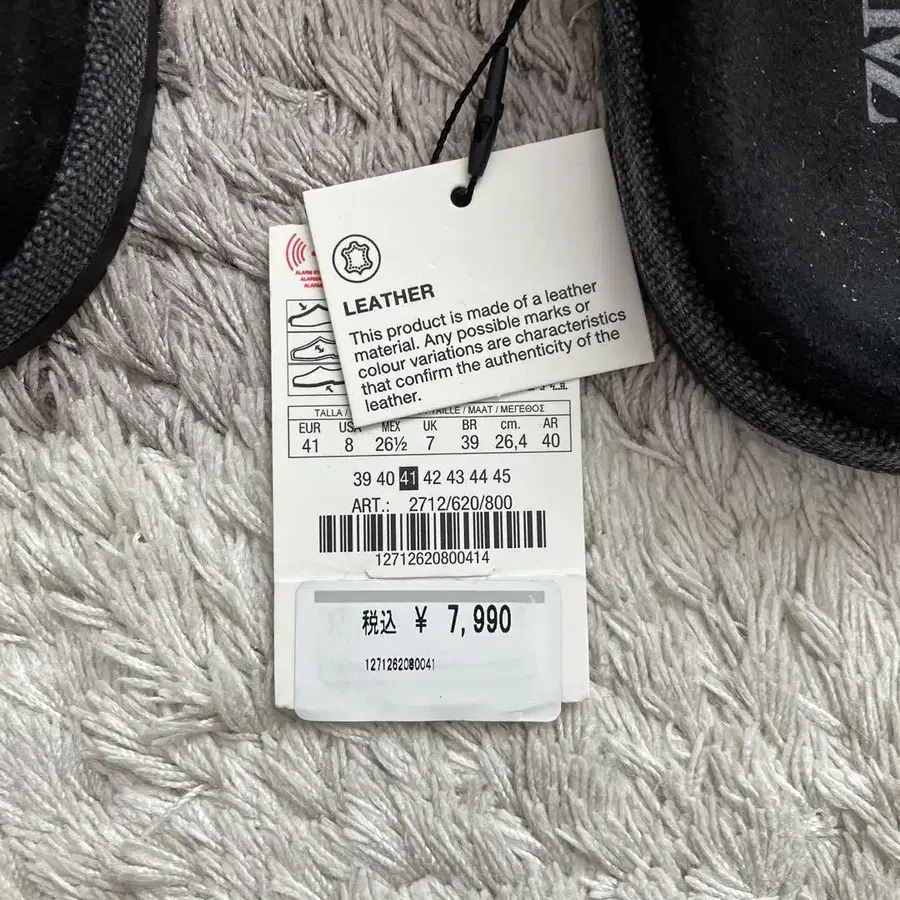 LEATHER
This product is made of a leather
material. Any possible marks or
colour variations are characteristics
that confirm the authenticity of the
leather.
TALLA / TAILLE / MAAT / ΜΕΓΕΘΟΣ
EUR USA MEX UK BR cm. AR
41 8 26½ 7 39 26,4 40
39 40 41 42 43 44 45
ART.: 2712/620/800
12712620800414
税込 ¥ 7,990
1271262080041